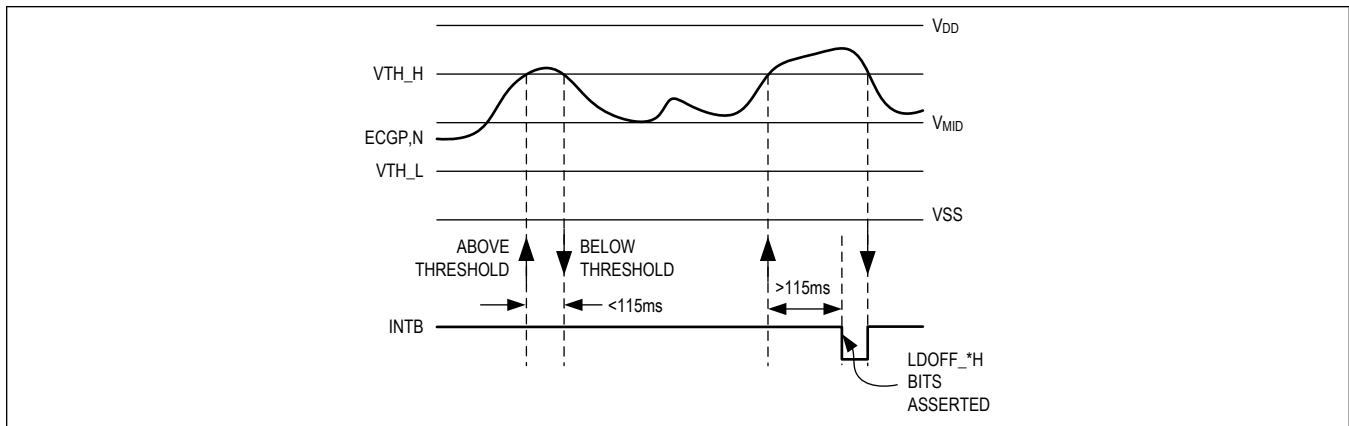 VDD
VTH_H
VMID
ECGP,N
VTH_L
VSS
ABOVE
THRESHOLD
BELOW
THRESHOLD
<115ms
>115ms
INTB
LDOFF_*H
BITS
ASSERTED